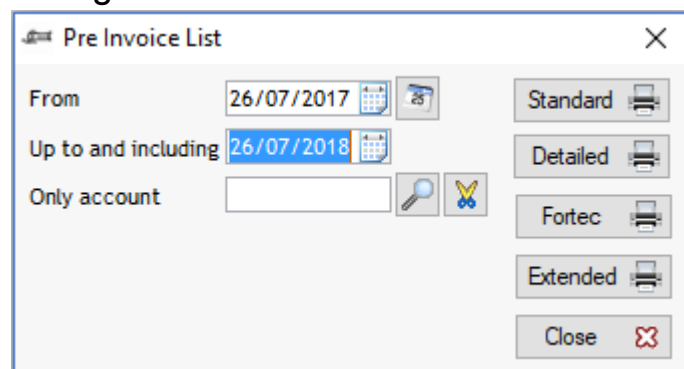 Pre Invoice List
From 26/07/2017 Standard
Up to and including 26/07/2018 Detailed
Only account
Fortec
Extended
Close